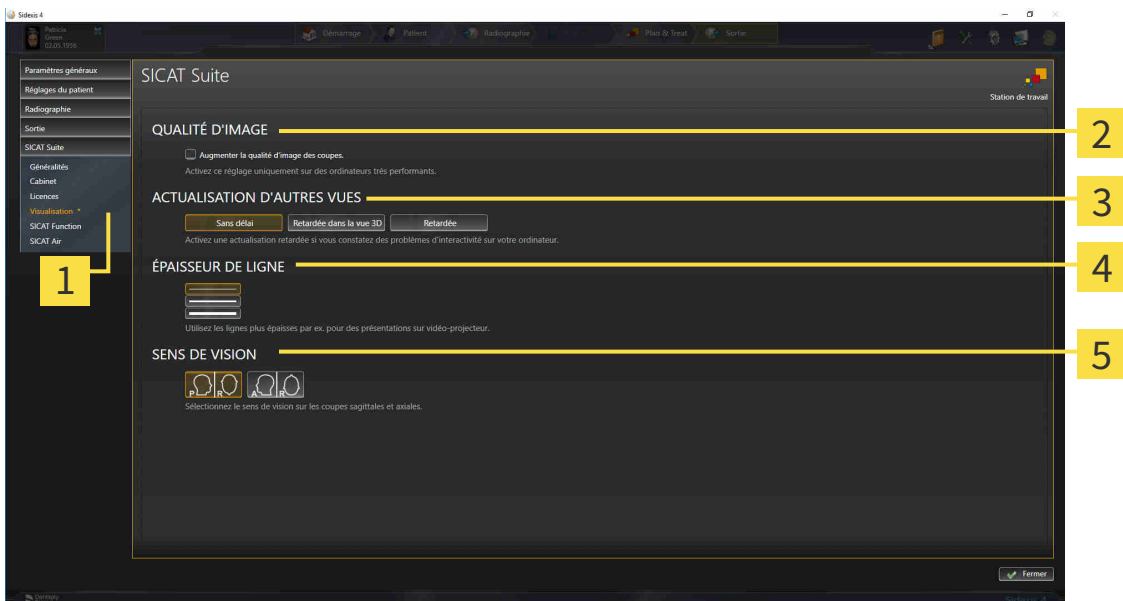 Sidexis 4
Patricia
Green
02.05.1956
Démarrage
Patient
Radiographie
Plan & Treat
Sortie
Paramètres généraux
Réglages du patient
Radiographie
Sortie
SICAT Suite
Généralités
Cabinet
Licences
Visualisation *
SICAT Function
SICAT Air
1
SICAT Suite
Station de travail
QUALITÉ D'IMAGE
2
Augmenter la qualité d'image des coupes.
Activez ce réglage uniquement sur des ordinateurs très performants.
ACTUALISATION D'AUTRES VUES
3
Sans délai
Retardée dans la vue 3D
Retardée
Activez une actualisation retardée si vous constatez des problèmes d'interactivité sur votre ordinateur.
ÉPAISSEUR DE LIGNE
4
Utilisez les lignes plus épaisses par ex. pour des présentations sur vidéo-projecteur.
SENS DE VISION
5
P R
A R
Sélectionnez le sens de vision sur les coupes sagittales et axiales.
Fermer
Dentsply
Sidexis 4